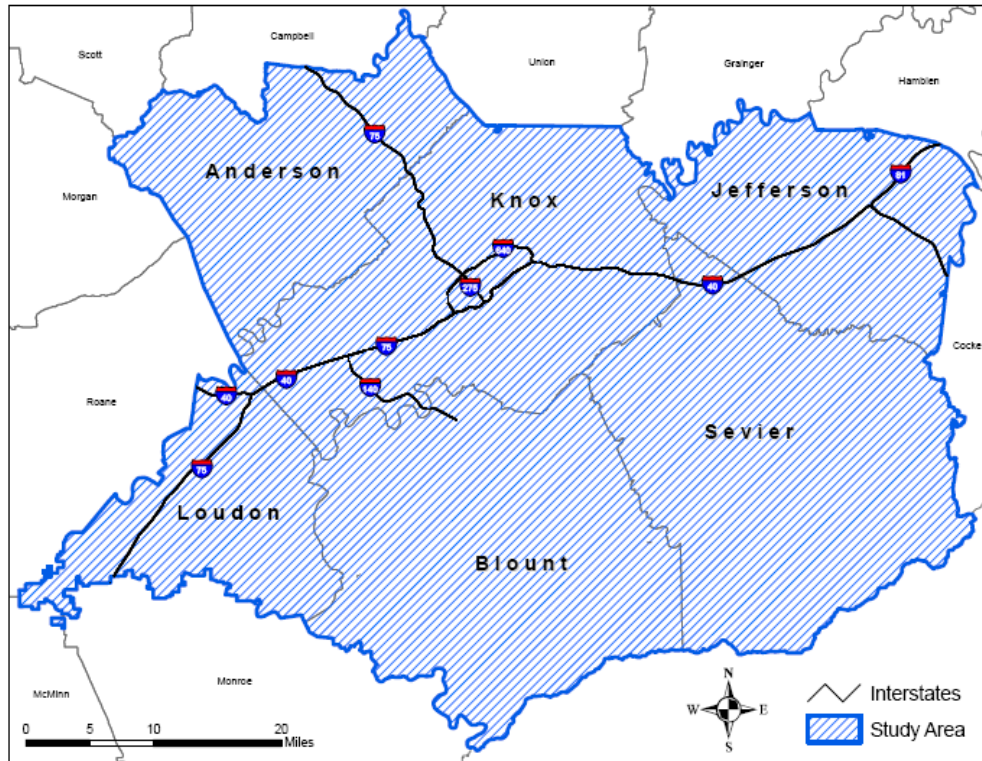 Campbell
Scott
Union
Grainger
Hamblen
75
Anderson
81
Jefferson
Knox
Morgan
640
275
40
75
Cocke
40
140
40
Roane
Sevier
75
Loudon
Blount
N
W E
S
Interstates
Study Area
Monroe
McMinn
0 5 10 20
Miles